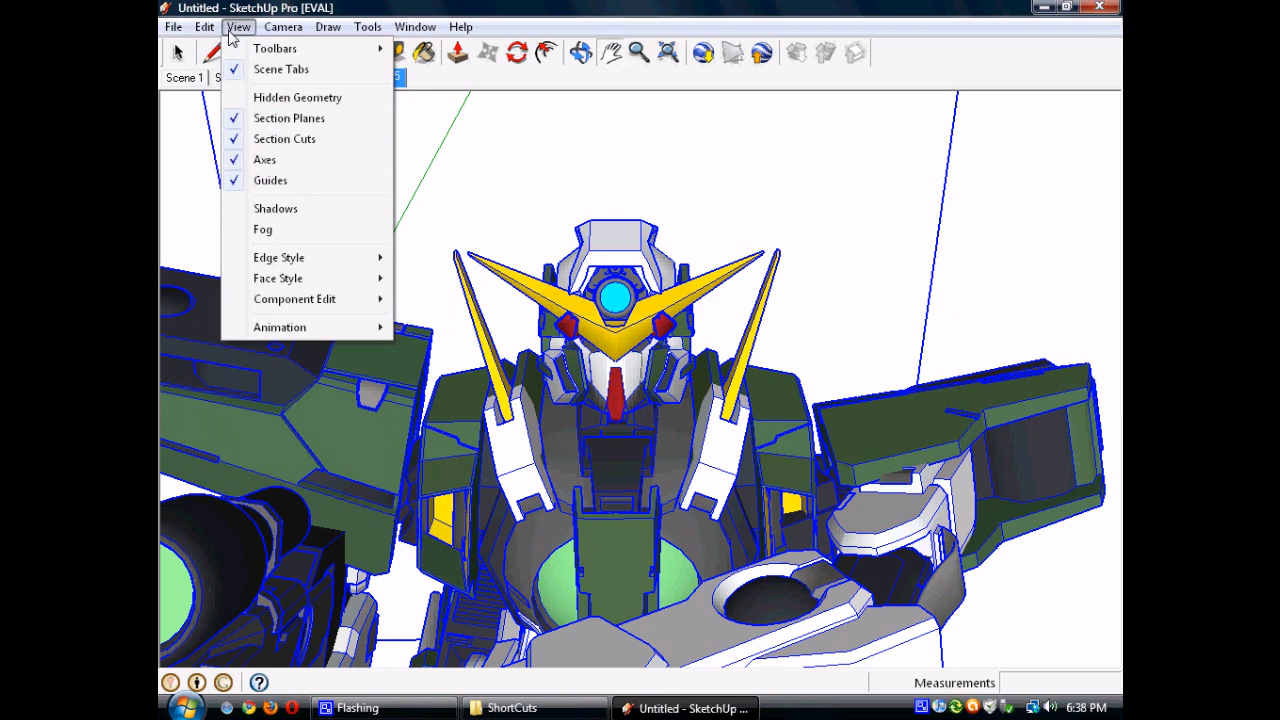 Untitled - SketchUp Pro [EVAL]
File Edit View Camera Draw Tools Window Help
Scene 1
Toolbars
Scene Tabs
Hidden Geometry
Section Planes
Section Cuts
Axes
Guides
Shadows
Fog
Edge Style
Face Style
Component Edit
Animation
Measurements
Flashing ShortCuts Untitled - SketchUp ... 6:38 PM